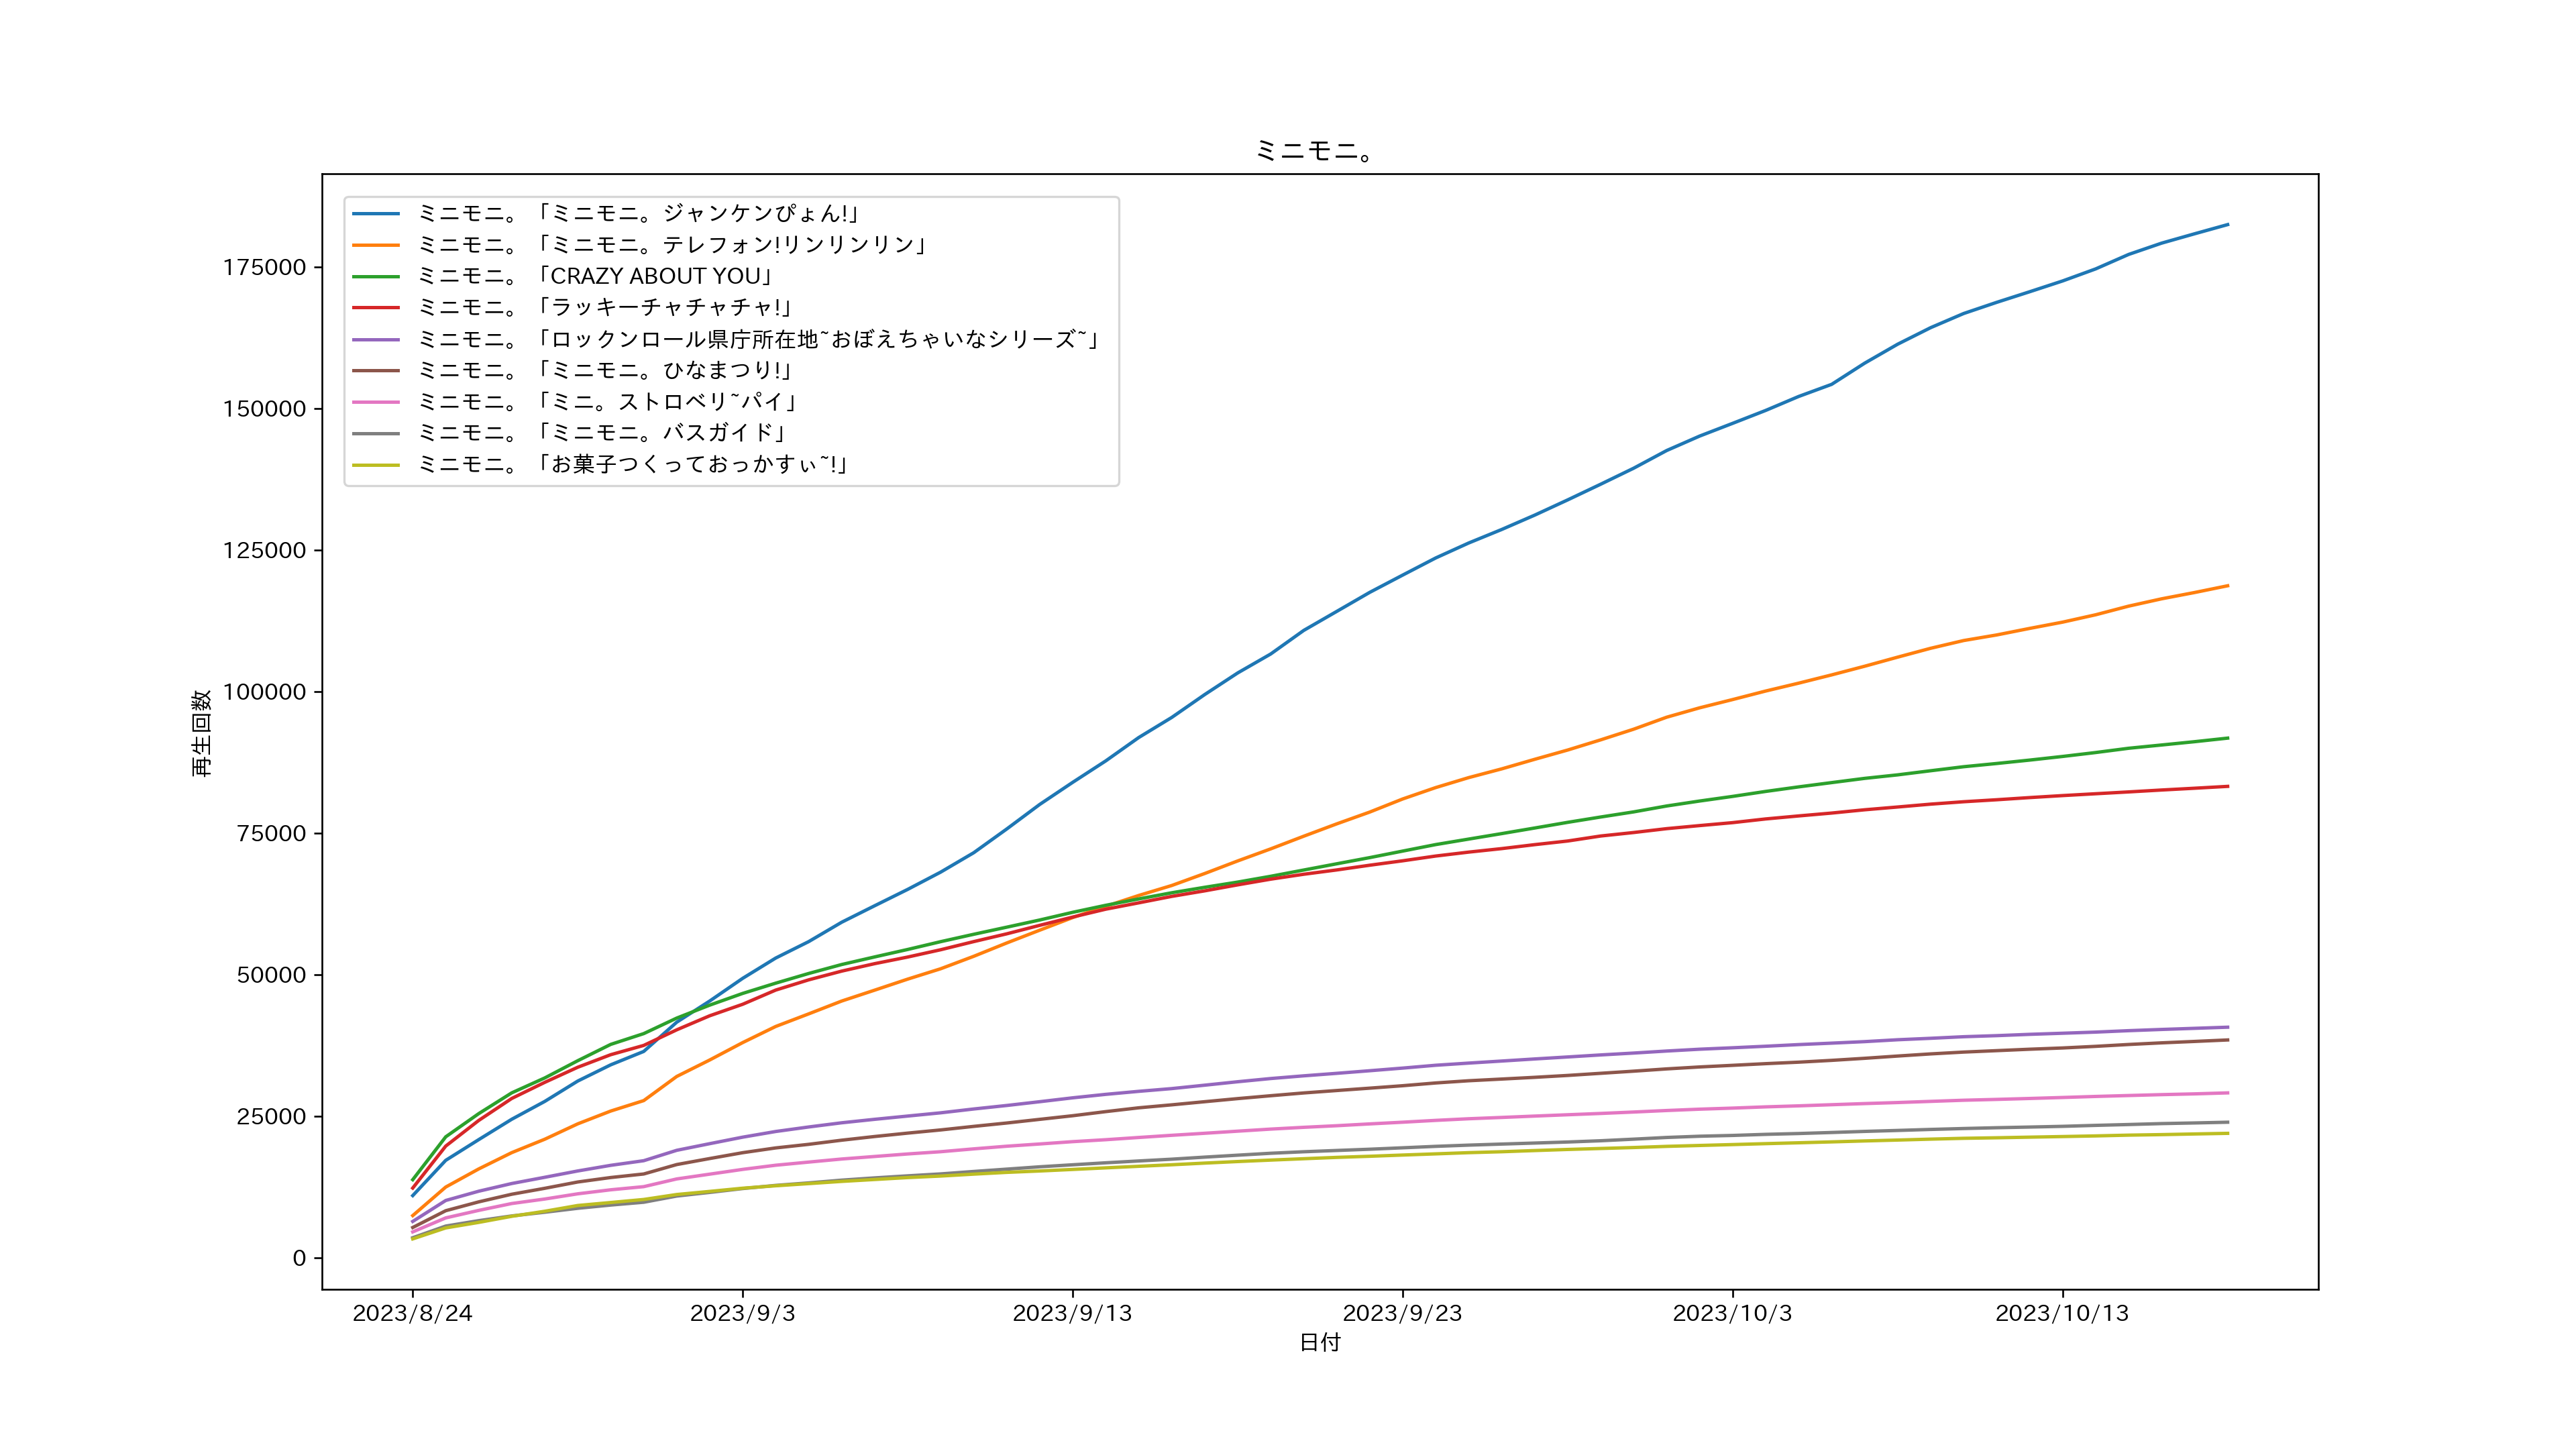 ミニモニ。
ミニモニ。「ミニモニ。ジャンケンぴょん!」
ミニモニ。「ミニモニ。テレフォン!リンリンリン」
ミニモニ。「CRAZY ABOUT YOU」
ミニモニ。「ラッキーチャチャチャ!」
ミニモニ。「ロックンロール県庁所在地~おぼえちゃいなシリーズ~」
ミニモニ。「ミニモニ。ひなまつり!」
ミニモニ。「ミニ。ストロベリ~パイ」
ミニモニ。「ミニモニ。バスガイド」
ミニモニ。「お菓子つくっておっかすぃ~!」
175000
150000
125000
100000
75000
50000
25000
0
再生回数
2023/8/24
2023/9/3
2023/9/13
2023/9/23
2023/10/3
2023/10/13
日付